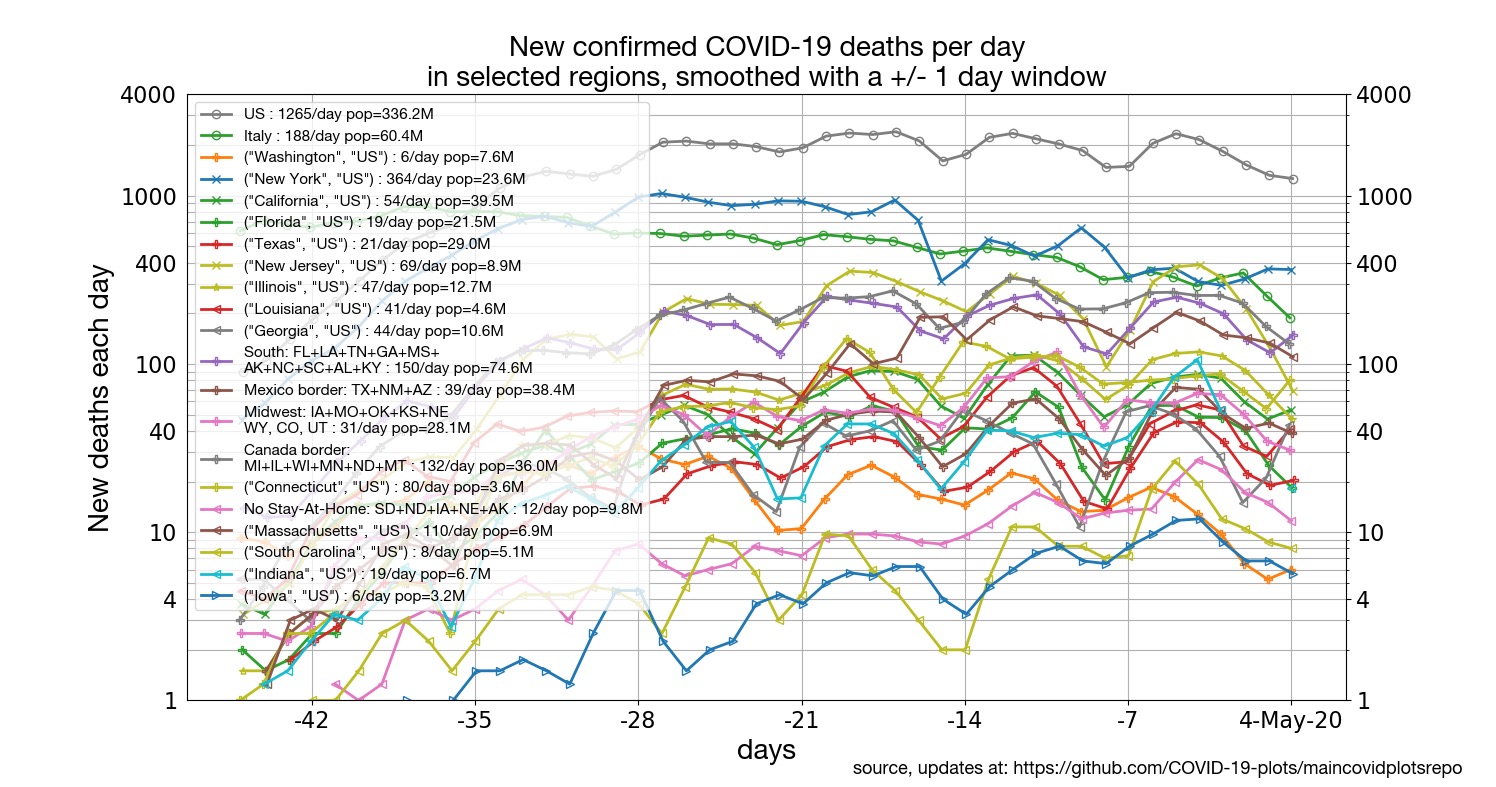 New confirmed COVID-19 deaths per day
in selected regions, smoothed with a +/- 1 day window
New deaths each day
4000
1000
400
100
40
10
4
1
US : 1265/day pop=336.2M
Italy : 188/day pop=60.4M
("Washington", "US") : 6/day pop=7.6M
("New York", "US") : 364/day pop=23.6M
("California", "US") : 54/day pop=39.5M
("Florida", "US") : 19/day pop=21.5M
("Texas", "US") : 21/day pop=29.0M
("New Jersey", "US") : 69/day pop=8.9M
("Illinois", "US") : 47/day pop=12.7M
("Louisiana", "US") : 41/day pop=4.6M
("Georgia", "US") : 44/day pop=10.6M
South: FL+LA+TN+GA+MS+
AK+NC+SC+AL+KY : 150/day pop=74.6M
Mexico border: TX+NM+AZ : 39/day pop=38.4M
Midwest: IA+MO+OK+KS+NE
WY, CO, UT : 31/day pop=28.1M
Canada border:
MI+IL+WI+MN+ND+MT : 132/day pop=36.0M
("Connecticut", "US") : 80/day pop=3.6M
No Stay-At-Home: SD+ND+IA+NE+AK : 12/day pop=9.8M
("Massachusetts", "US") : 110/day pop=6.9M
("South Carolina", "US") : 8/day pop=5.1M
("Indiana", "US") : 19/day pop=6.7M
("Iowa", "US") : 6/day pop=3.2M
4000
1000
400
100
40
10
4
1
-42 -35 -28 -21 -14 -7 4-May-20
days
source, updates at: https://github.com/COVID-19-plots/maincovidplotsrepo